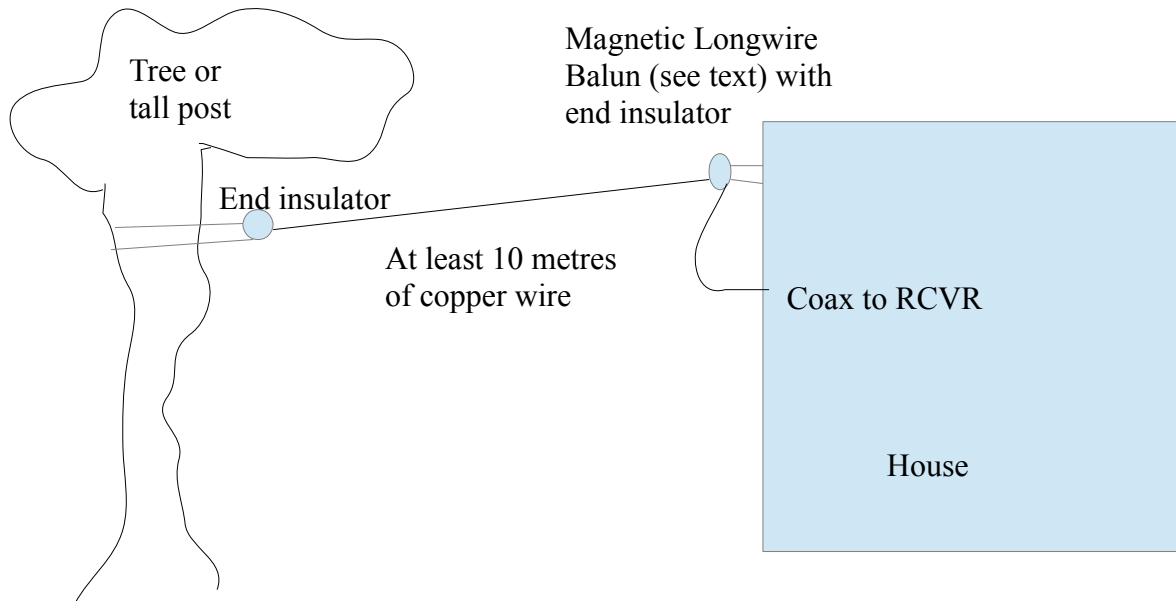 Tree or
tall post
Magnetic Longwire
Balun (see text) with
end insulator
End insulator
At least 10 metres
of copper wire
Coax to RCVR
House